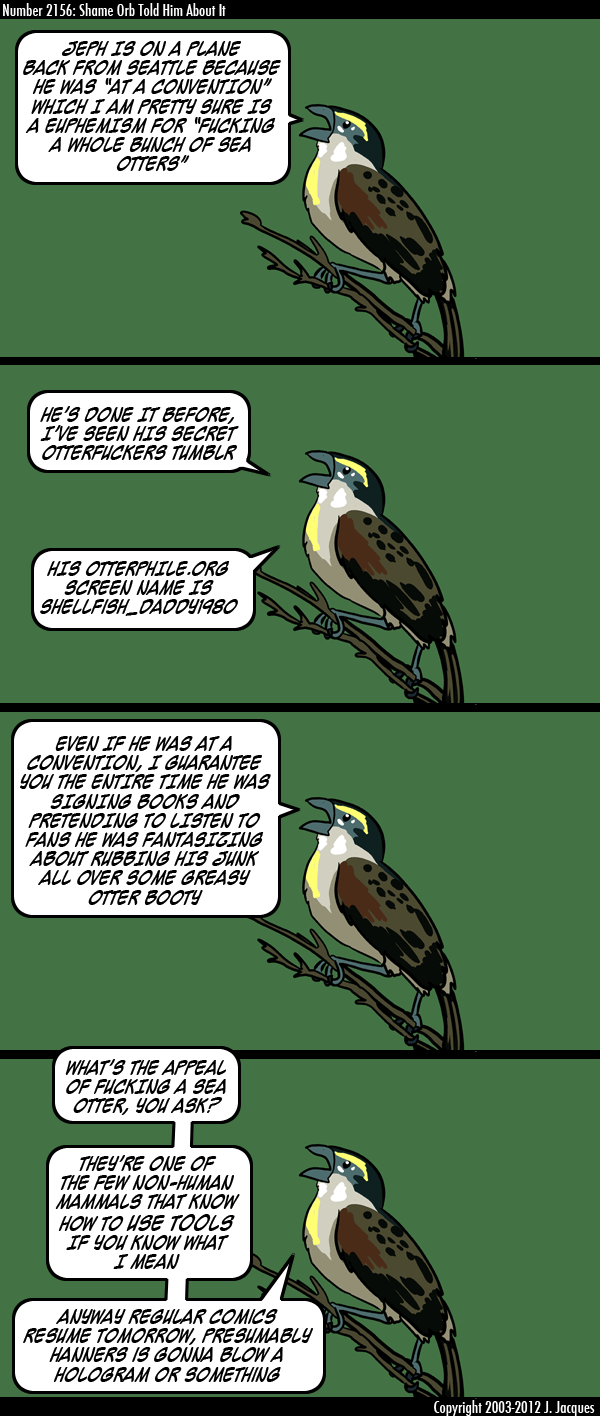 Number 2156: Shame Orb Told Him About It
JEPH IS ON A PLANE
BACK FROM SEATTLE BECAUSE
HE WAS "AT A CONVENTION"
WHICH I AM PRETTY SURE IS
A EUPHEMISM FOR "FUCKING
A WHOLE BUNCH OF SEA
OTTERS"
HE'S DONE IT BEFORE,
I'VE SEEN HIS SECRET
OTTERFUCKERS TUMBLR
HIS OTTERPHILE.ORG
SCREEN NAME IS
SHELLFISH_DADDY1980
EVEN IF HE WAS AT A
CONVENTION, I GUARANTEE
YOU THE ENTIRE TIME HE WAS
SIGNING BOOKS AND
PRETENDING TO LISTEN TO
FANS HE WAS FANTASIZING
ABOUT RUBBING HIS JUNK
ALL OVER SOME GREASY
OTTER BOOTY
WHAT'S THE APPEAL
OF FUCKING A SEA
OTTER, YOU ASK?
THEY'RE ONE OF
THE FEW NON-HUMAN
MAMMALS THAT KNOW
HOW TO USE TOOLS
IF YOU KNOW WHAT
I MEAN
ANYWAY REGULAR COMICS
RESUME TOMORROW, PRESUMABLY
HANNERS IS GONNA BLOW A
HOLOGRAM OR SOMETHING
Copyright 2003-2012 J. Jacques